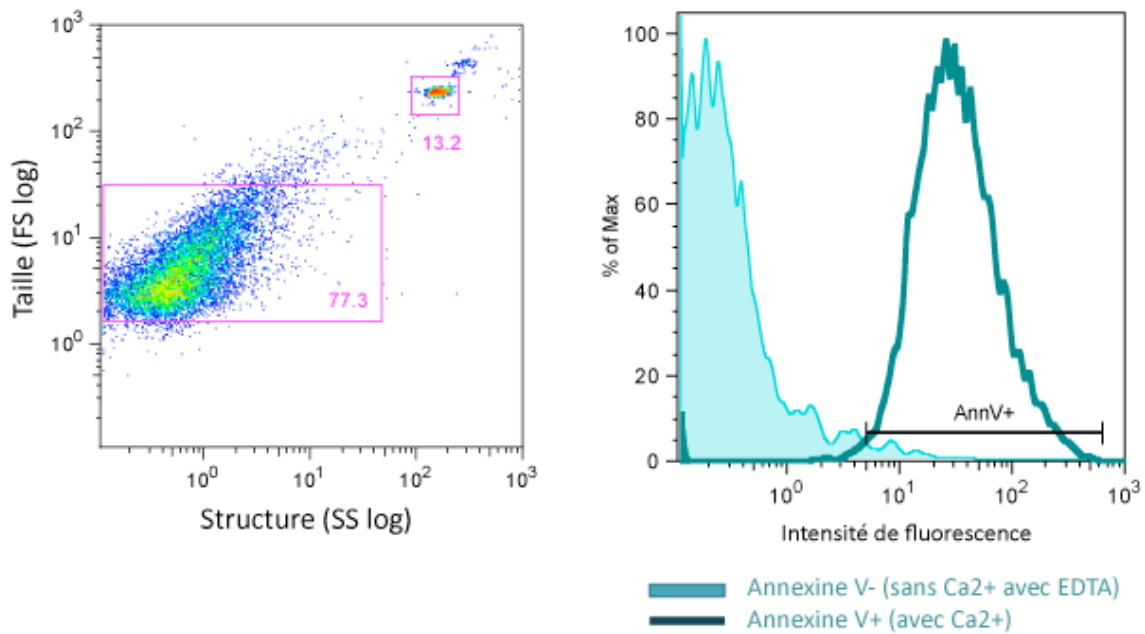 10³
10²
10¹
10⁰
Taille (FS log)
13.2
77.3
10⁰ 10¹ 10² 10³
Structure (SS log)
100
80
60
40
20
0
% of Max
AnnV+
10⁰ 10¹ 10² 10³
Intensité de fluorescence
Annexine V- (sans Ca2+ avec EDTA)
Annexine V+ (avec Ca2+)